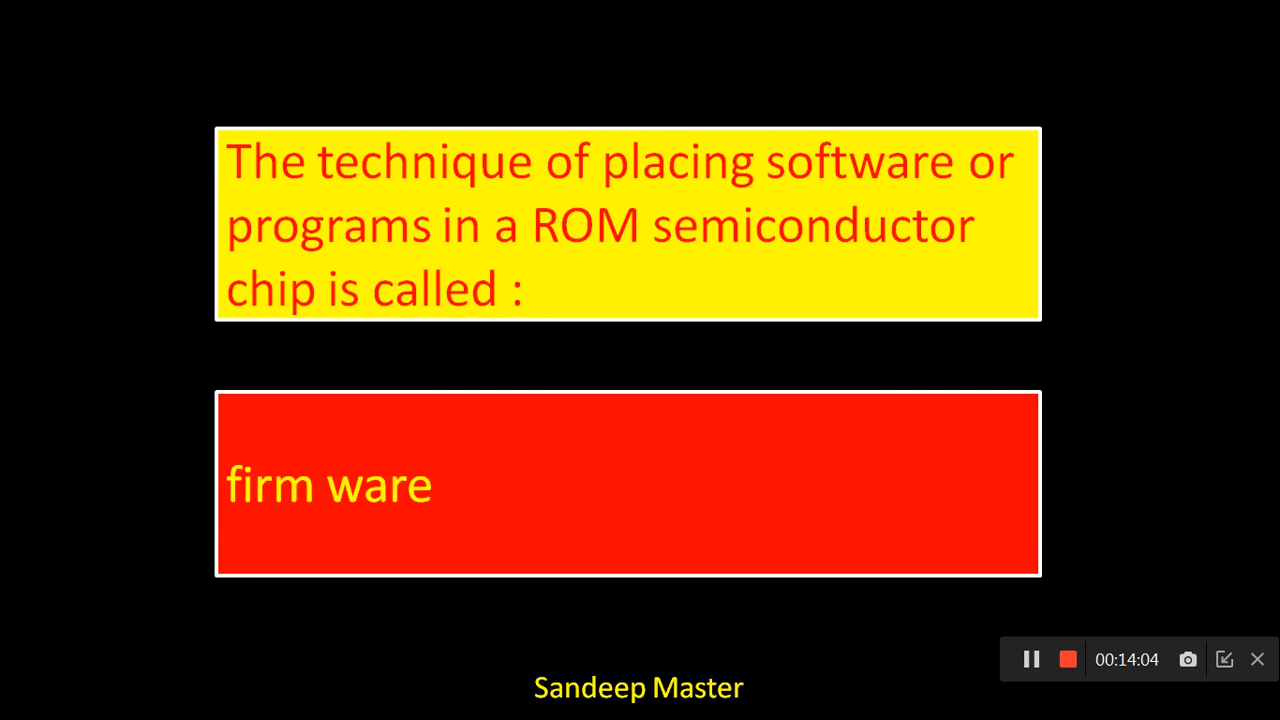 The technique of placing software or
programs in a ROM semiconductor
chip is called :
firm ware
00:14:04
Sandeep Master